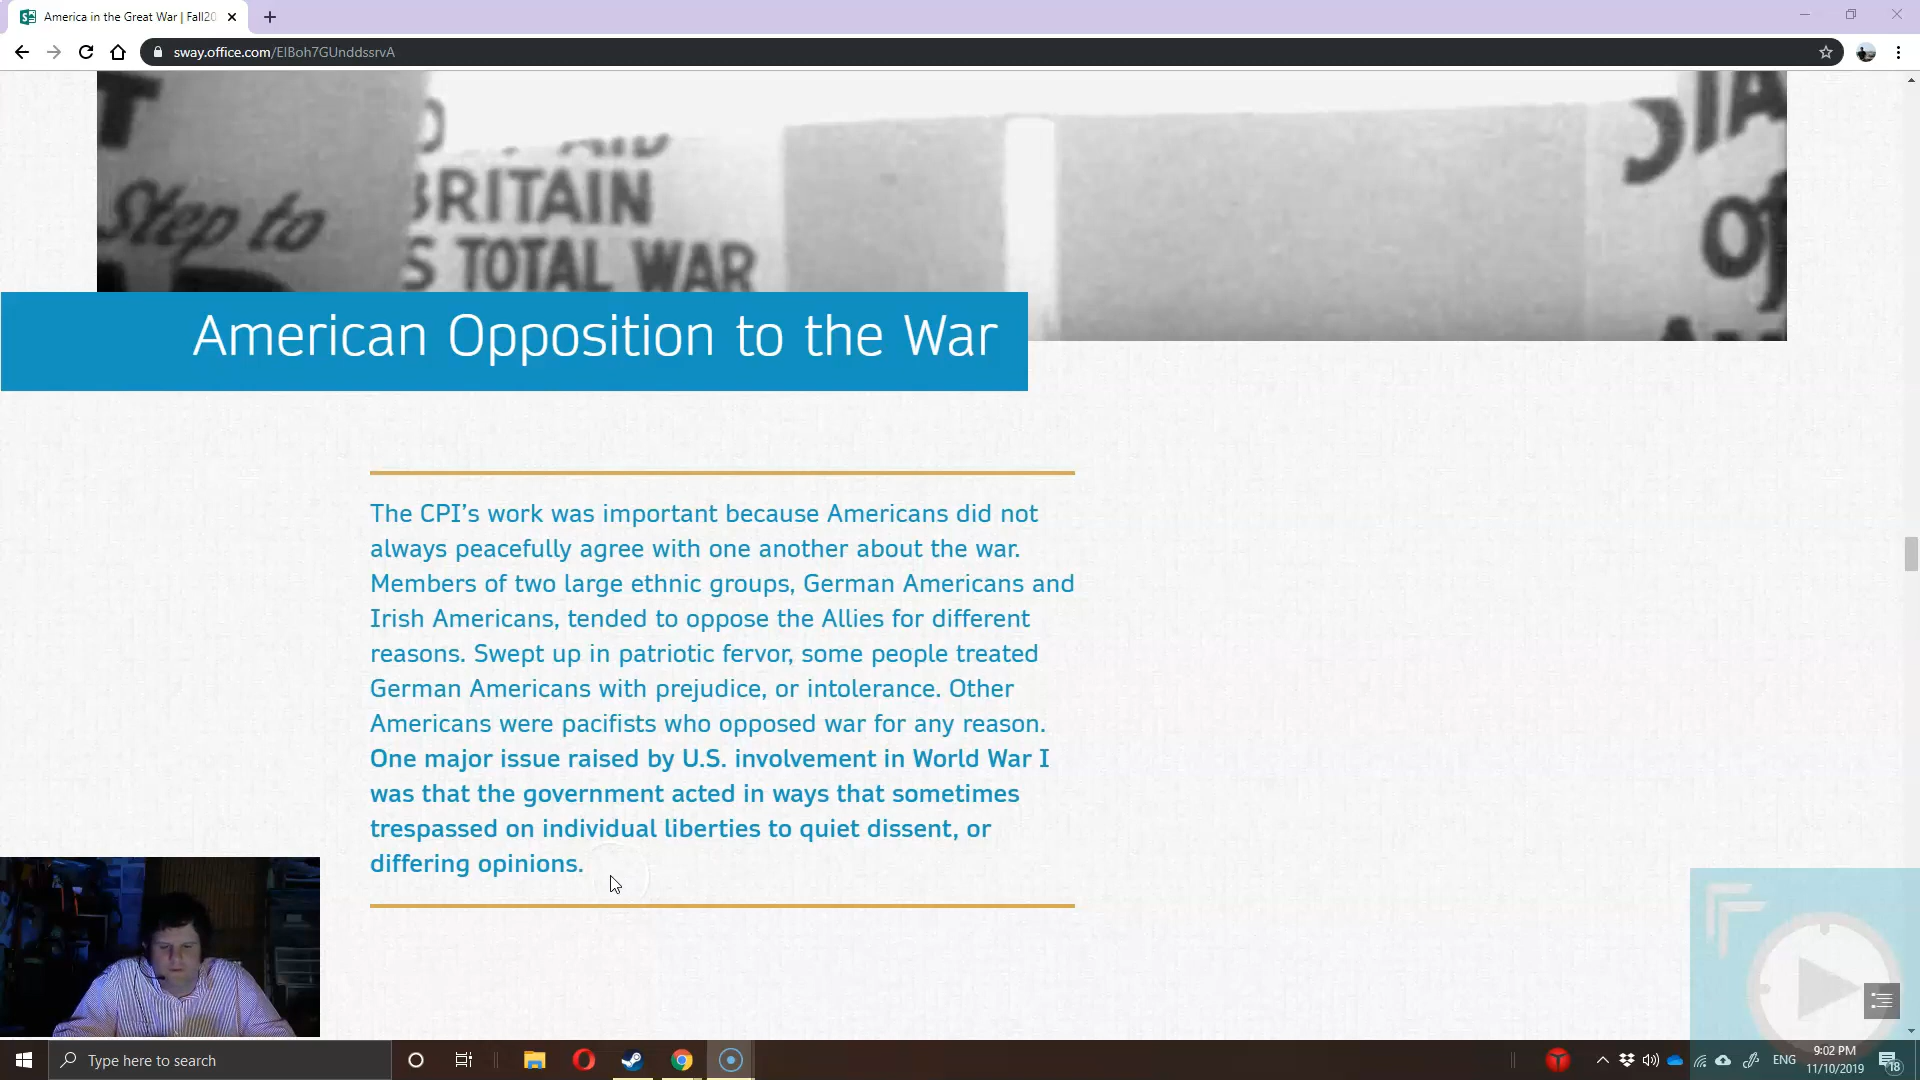 America in the Great War | Fall20
sway.office.com/EIBoh7GUnddssrvA
Step to
BRITAIN
S TOTAL WAR
of
American Opposition to the War
The CPI's work was important because Americans did not
always peacefully agree with one another about the war.
Members of two large ethnic groups, German Americans and
Irish Americans, tended to oppose the Allies for different
reasons. Swept up in patriotic fervor, some people treated
German Americans with prejudice, or intolerance. Other
Americans were pacifists who opposed war for any reason.
One major issue raised by U.S. involvement in World War I
was that the government acted in ways that sometimes
trespassed on individual liberties to quiet dissent, or
differing opinions.
Type here to search
ENG
9:02 PM
11/10/2019
18